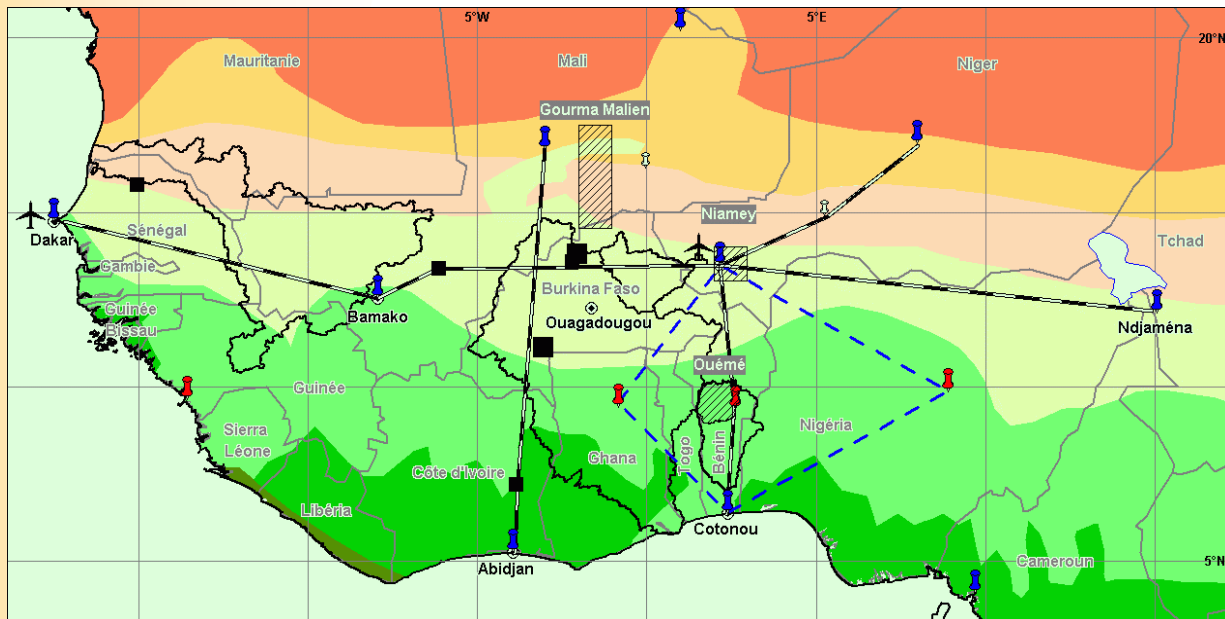 5°W
5°E
20°N
Mauritanie
Mali
Niger
Gourma Malien
Niamey
Dakar
Sénégal
Tchad
Gambie
Burkina Faso
Guinée
Bissau
Bamako
Ouagadougou
Ndjaména
Ouémé
Guinée
Sierra
Léone
Nigéria
Ghana
Togo
Bénin
Côte d'Ivoire
Libéria
Cotonou
Abidjan
Cameroun
5°N